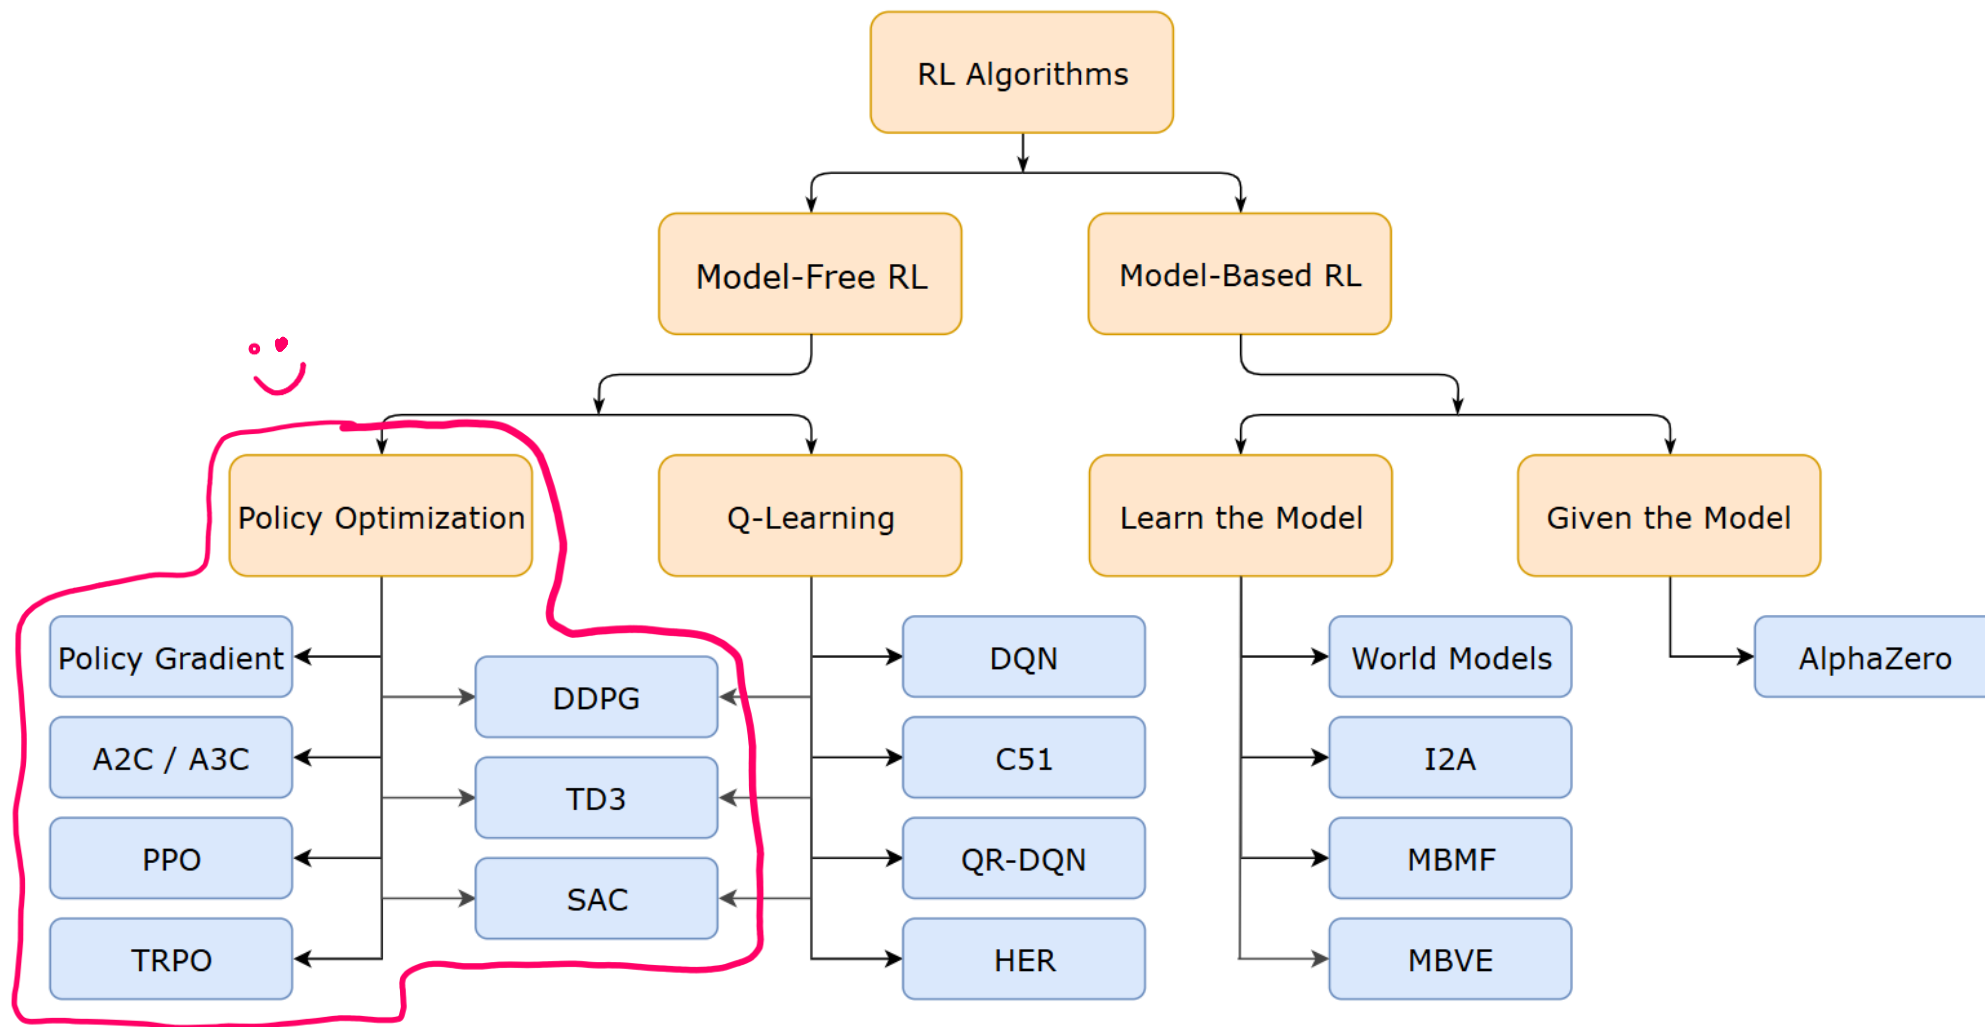 RL Algorithms
Model-Free RL
Model-Based RL
Policy Optimization
Q-Learning
Learn the Model
Given the Model
Policy Gradient
A2C / A3C
PPO
TRPO
DDPG
TD3
SAC
DQN
C51
QR-DQN
HER
World Models
I2A
MBMF
MBVE
AlphaZero